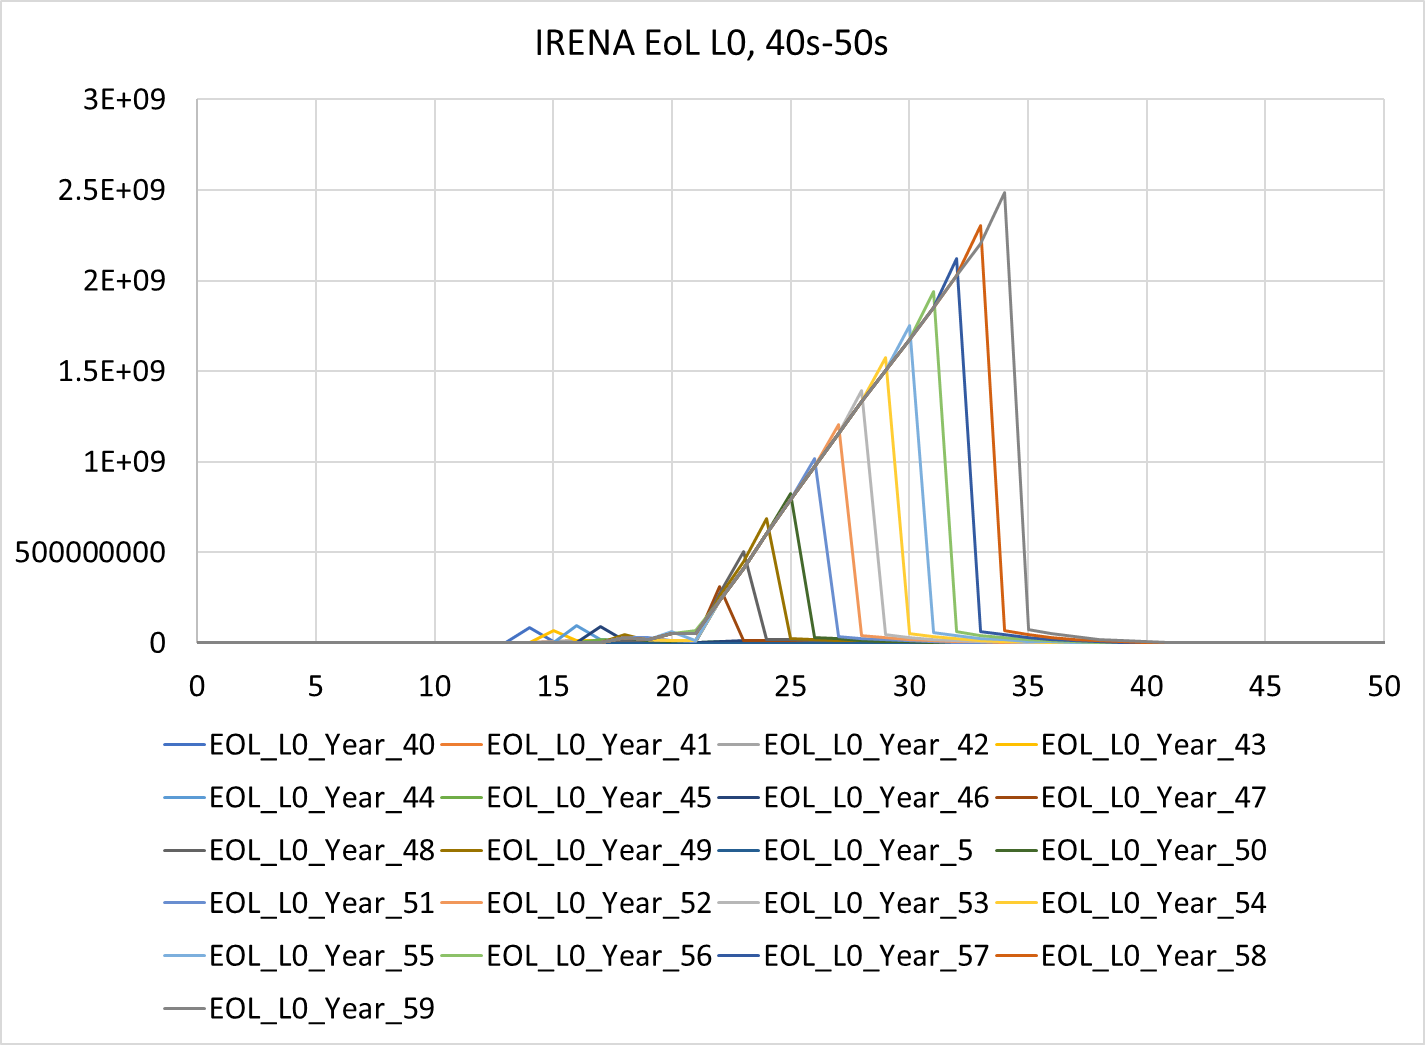 IRENA EoL L0, 40s-50s
3E+09
2.5E+09
2E+09
1.5E+09
1E+09
500000000
0
0 5 10 15 20 25 30 35 40 45 50
EOL_L0_Year_40 EOL_L0_Year_41 EOL_L0_Year_42 EOL_L0_Year_43
EOL_L0_Year_44 EOL_L0_Year_45 EOL_L0_Year_46 EOL_L0_Year_47
EOL_L0_Year_48 EOL_L0_Year_49 EOL_L0_Year_5 EOL_L0_Year_50
EOL_L0_Year_51 EOL_L0_Year_52 EOL_L0_Year_53 EOL_L0_Year_54
EOL_L0_Year_55 EOL_L0_Year_56 EOL_L0_Year_57 EOL_L0_Year_58
EOL_L0_Year_59